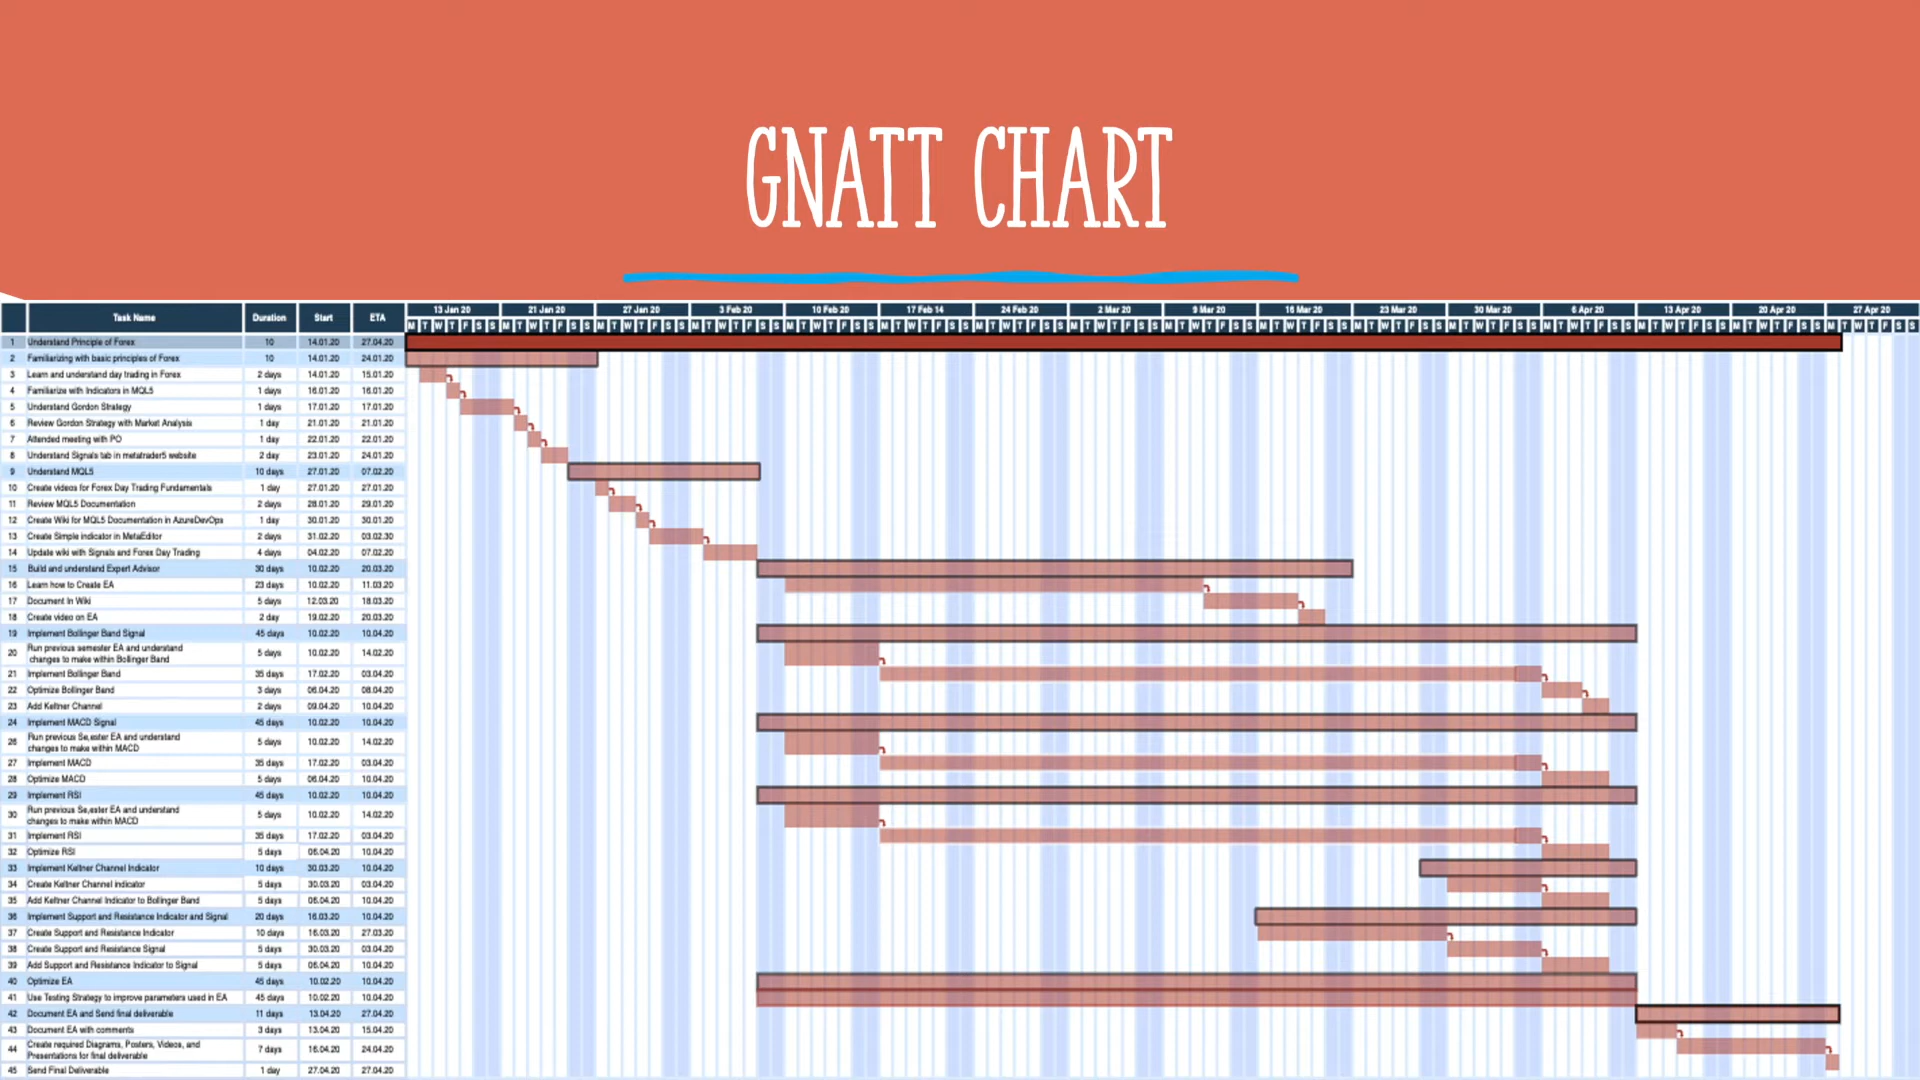 GNATT CHART
Task Name Duration Start ETA 13 Jan 20 21 Jan 20 27 Jan 20 3 Feb 20 10 Feb 20 17 Feb 14 24 Feb 20 2 Mar 20 9 Mar 20 16 Mar 20 23 Mar 20 30 Mar 20 6 Apr 20 13 Apr 20 20 Apr 20 27 Apr 20
M T W T F S S M T W T F S S M T W T F S S M T W T F S S M T W T F S S M T W T F S S M T W T F S S M T W T F S S M T W T F S S M T W T F S S M T W T F S S M T W T F S S M T W T F S S M T W T F S S M T W T F S S M T W T F S S
1 Understand Principle of Forex 10 14.01.20 27.04.20
2 Familiarizing with basic principles of Forex 10 14.01.20 24.01.20
3 Learn and understand day trading in Forex 2 days 14.01.20 15.01.20
4 Familiarize with Indicators in MQL5 1 days 16.01.20 16.01.20
5 Understand Gordon Strategy 1 days 17.01.20 17.01.20
6 Review Gordon Strategy with Market Analysis 1 day 21.01.20 21.01.20
7 Attended meeting with PO 1 day 22.01.20 22.01.20
8 Understand Signals tab in metatrader5 website 2 day 23.01.20 24.01.20
9 Understand MQL5 10 days 27.01.20 07.02.20
10 Create videos for Forex Day Trading Fundamentals 1 day 27.01.20 27.01.20
11 Review MQL5 Documentation 2 days 28.01.20 29.01.20
12 Create Wiki for MQL5 Documentation in AzureDevOps 1 day 30.01.20 30.01.20
13 Create Simple indicator in MetaEditor 2 days 31.02.20 03.02.30
14 Update wiki with Signals and Forex Day Trading 4 days 04.02.20 07.02.20
15 Build and understand Expert Advisor 30 days 10.02.20 20.03.20
16 Learn how to Create EA 23 days 10.02.20 11.03.20
17 Document In Wiki 5 days 12.03.20 18.03.20
18 Create video on EA 2 day 19.02.20 20.03.20
19 Implement Bollinger Band Signal 45 days 10.02.20 10.04.20
20 Run previous semester EA and understand
changes to make within Bollinger Band 5 days 10.02.20 14.02.20
21 Implement Bollinger Band 35 days 17.02.20 03.04.20
22 Optimize Bollinger Band 3 days 06.04.20 08.04.20
23 Add Keltner Channel 2 days 09.04.20 10.04.20
24 Implement MACD Signal 45 days 10.02.20 10.04.20
26 Run previous Se,ester EA and understand
changes to make within MACD 5 days 10.02.20 14.02.20
27 Implement MACD 35 days 17.02.20 03.04.20
28 Optimize MACD 5 days 06.04.20 10.04.20
29 Implement RSI 45 days 10.02.20 10.04.20
30 Run previous Se,ester EA and understand
changes to make within MACD 5 days 10.02.20 14.02.20
31 Implement RSI 35 days 17.02.20 03.04.20
32 Optimize RSI 5 days 06.04.20 10.04.20
33 Implement Keltner Channel Indicator 10 days 30.03.20 10.04.20
34 Create Keltner Channel indicator 5 days 30.03.20 03.04.20
35 Add Keltner Channel Indicator to Bollinger Band 5 days 06.04.20 10.04.20
36 Implement Support and Resistance Indicator and Signal 20 days 16.03.20 10.04.20
37 Create Support and Resistance Indicator 10 days 16.03.20 27.03.20
38 Create Support and Resistance Signal 5 days 30.03.20 03.04.20
39 Add Support and Resistance Indicator to Signal 5 days 06.04.20 10.04.20
40 Optimize EA 45 days 10.02.20 10.04.20
41 Use Testing Strategy to improve parameters used in EA 45 days 10.02.20 10.04.20
42 Document EA and Send final deliverable 11 days 13.04.20 27.04.20
43 Document EA with comments 3 days 13.04.20 15.04.20
44 Create required Diagrams, Posters, Videos, and
Presentations for final deliverable 7 days 16.04.20 24.04.20
45 Send Final Deliverable 1 day 27.04.20 27.04.20